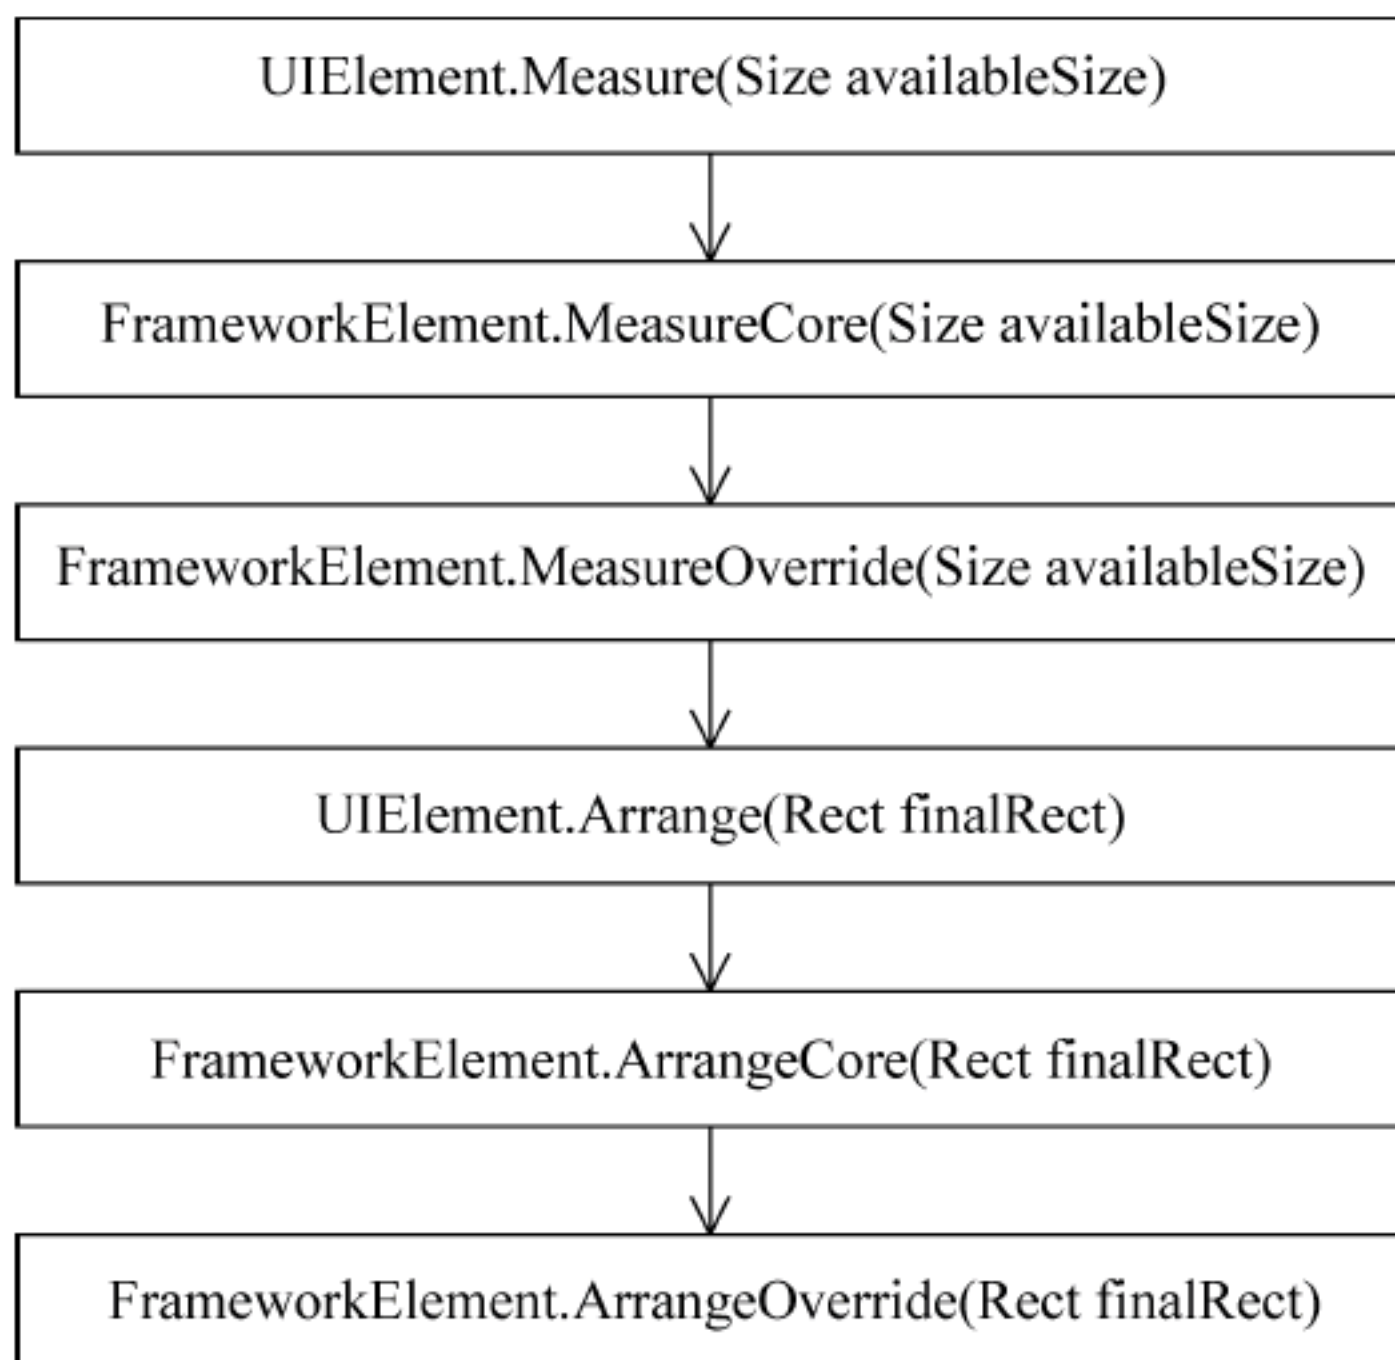 UIElement.Measure(Size availableSize)
FrameworkElement.MeasureCore(Size availableSize)
FrameworkElement.MeasureOverride(Size availableSize)
UIElement.Arrange(Rect finalRect)
FrameworkElement.ArrangeCore(Rect finalRect)
FrameworkElement.ArrangeOverride(Rect finalRect)